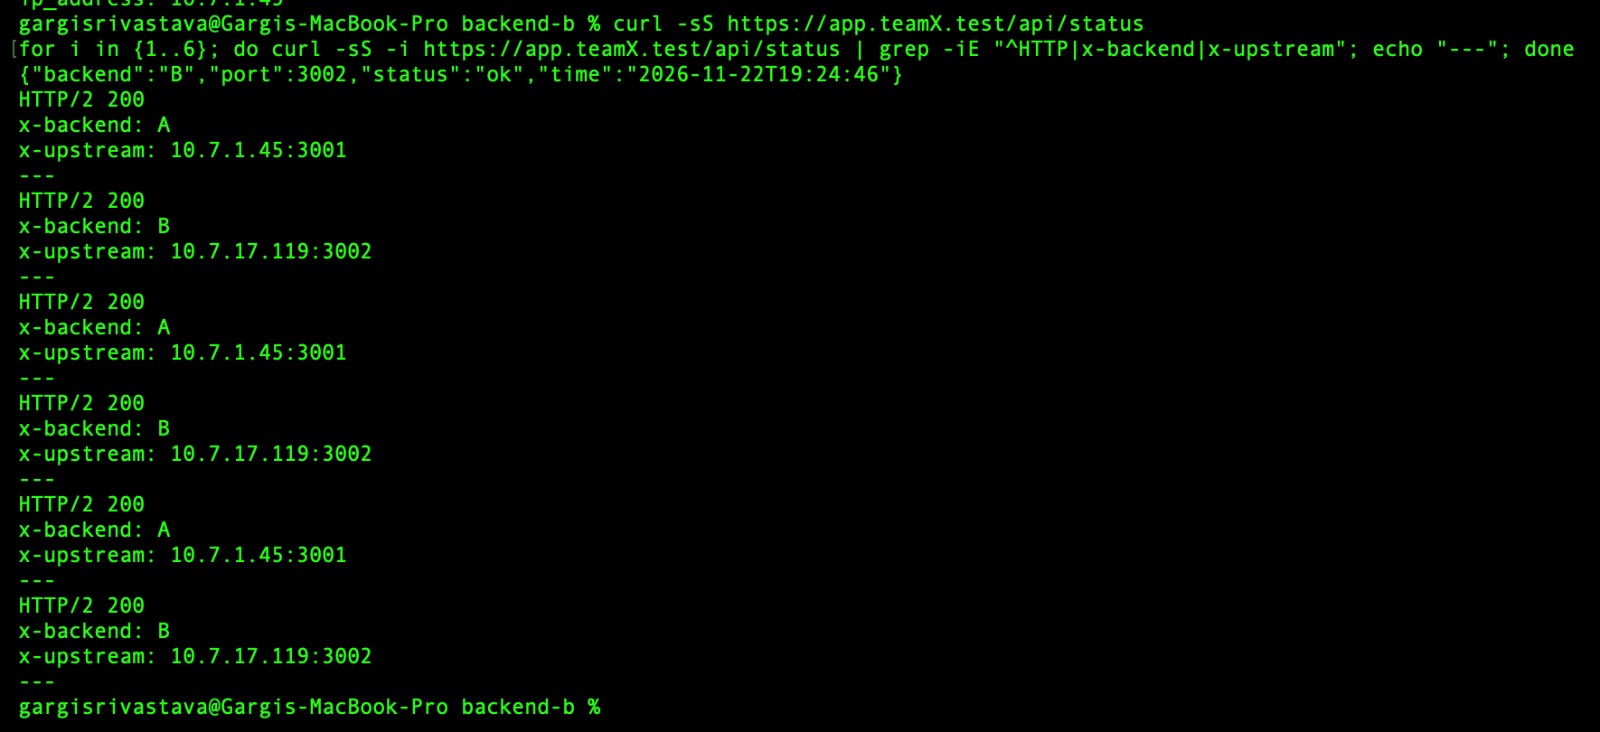 ip_address: 10.7.1.45
gargisrivastava@Gargis-MacBook-Pro backend-b % curl -sS https://app.teamX.test/api/status
[for i in {1..6}; do curl -sS -i https://app.teamX.test/api/status | grep -iE "^HTTP|x-backend|x-upstream"; echo "---"; done
{"backend":"B","port":3002,"status":"ok","time":"2026-11-22T19:24:46"}
HTTP/2 200
x-backend: A
x-upstream: 10.7.1.45:3001
---
HTTP/2 200
x-backend: B
x-upstream: 10.7.17.119:3002
---
HTTP/2 200
x-backend: A
x-upstream: 10.7.1.45:3001
---
HTTP/2 200
x-backend: B
x-upstream: 10.7.17.119:3002
---
HTTP/2 200
x-backend: A
x-upstream: 10.7.1.45:3001
---
HTTP/2 200
x-backend: B
x-upstream: 10.7.17.119:3002
---
gargisrivastava@Gargis-MacBook-Pro backend-b %